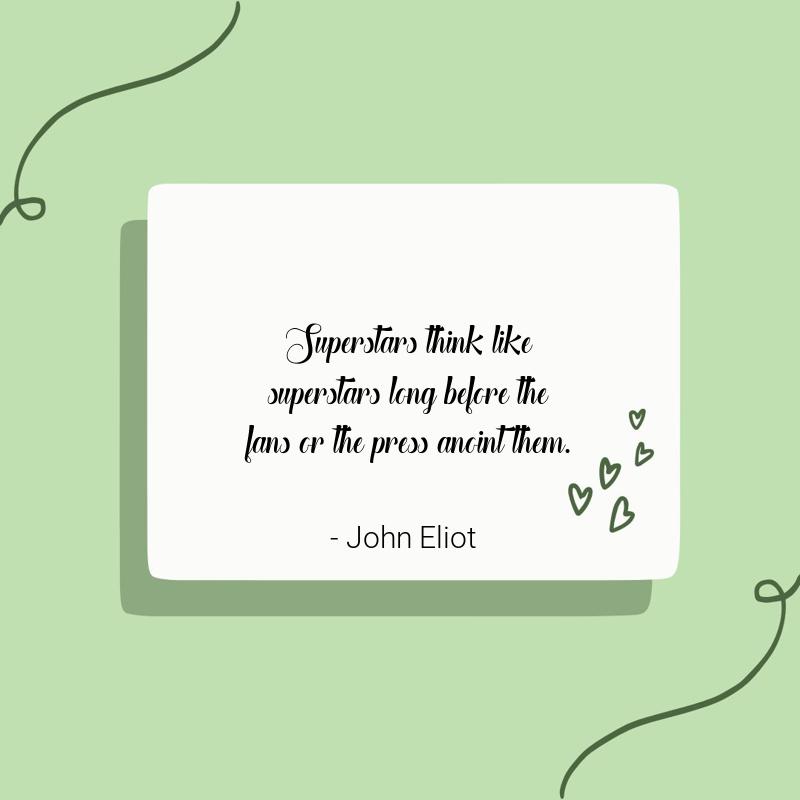 Superstars think like
superstars long before the
fans or the press anoint them.
- John Eliot